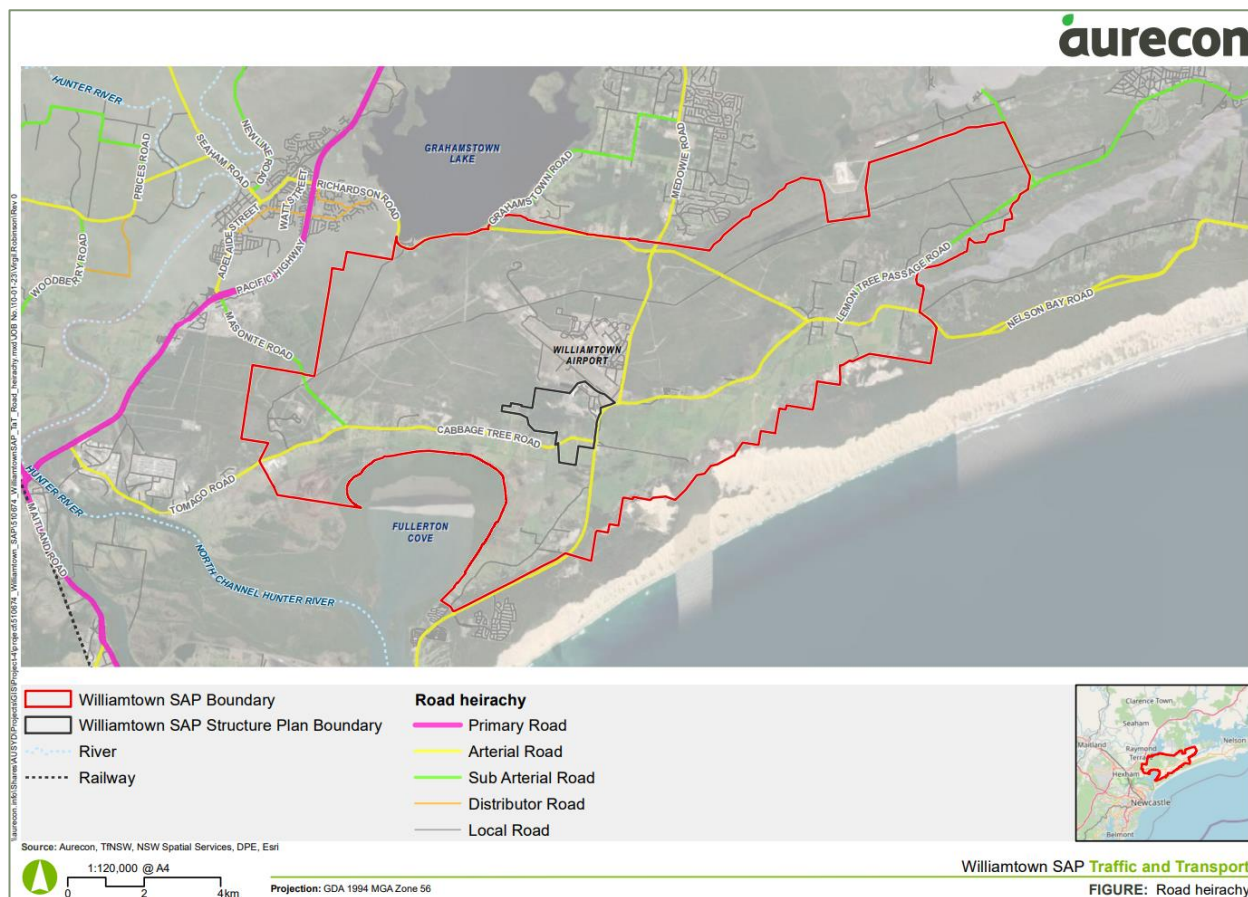 aurecon
HUNTER RIVER
PRICES ROAD
SEAHAM ROAD
NEWLINE ROAD
WATT STREET
ADELAIDE STREET
RICHARDSON ROAD
GRAHAMSTOWN LAKE
GRAHAMSTOWN ROAD
MEDOWIE ROAD
WOODBERRY ROAD
PACIFIC HIGHWAY
MASONITE ROAD
LEMON TREE PASSAGE ROAD
NELSON BAY ROAD
WILLIAMTOWN AIRPORT
CABBAGE TREE ROAD
TOMAGO ROAD
HUNTER RIVER
MAITLAND ROAD
FULLERTON COVE
NORTH CHANNEL HUNTER RIVER
Williamtown SAP Boundary
Williamtown SAP Structure Plan Boundary
River
Railway
Road heirachy
Primary Road
Arterial Road
Sub Arterial Road
Distributor Road
Local Road
Clarence Town
Seaham
Maitland
Nelson
Raymond
Terra
Hexham
Newcastle
Belmont
Source: Aurecon, TfNSW, NSW Spatial Services, DPE, Esri
1:120,000 @ A4
0 2 4km
Projection: GDA 1994 MGA Zone 56
Williamtown SAP Traffic and Transport
FIGURE: Road heirachy